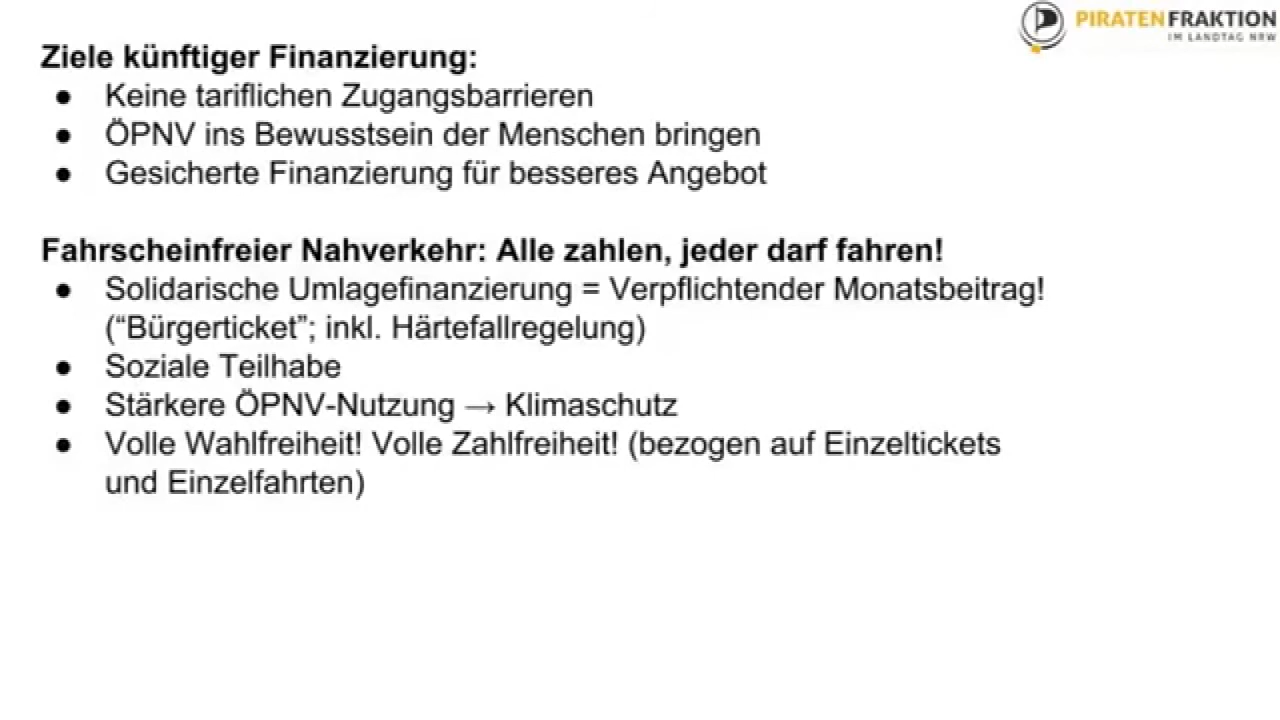 PIRATENFRAKTION
IM LANDTAG NRW
Ziele künftiger Finanzierung:
● Keine tariflichen Zugangsbarrieren
● ÖPNV ins Bewusstsein der Menschen bringen
● Gesicherte Finanzierung für besseres Angebot
Fahrscheinfreier Nahverkehr: Alle zahlen, jeder darf fahren!
● Solidarische Umlagefinanzierung = Verpflichtender Monatsbeitrag!
(“Bürgerticket”; inkl. Härtefallregelung)
● Soziale Teilhabe
● Stärkere ÖPNV-Nutzung → Klimaschutz
● Volle Wahlfreiheit! Volle Zahlfreiheit! (bezogen auf Einzeltickets
und Einzelfahrten)